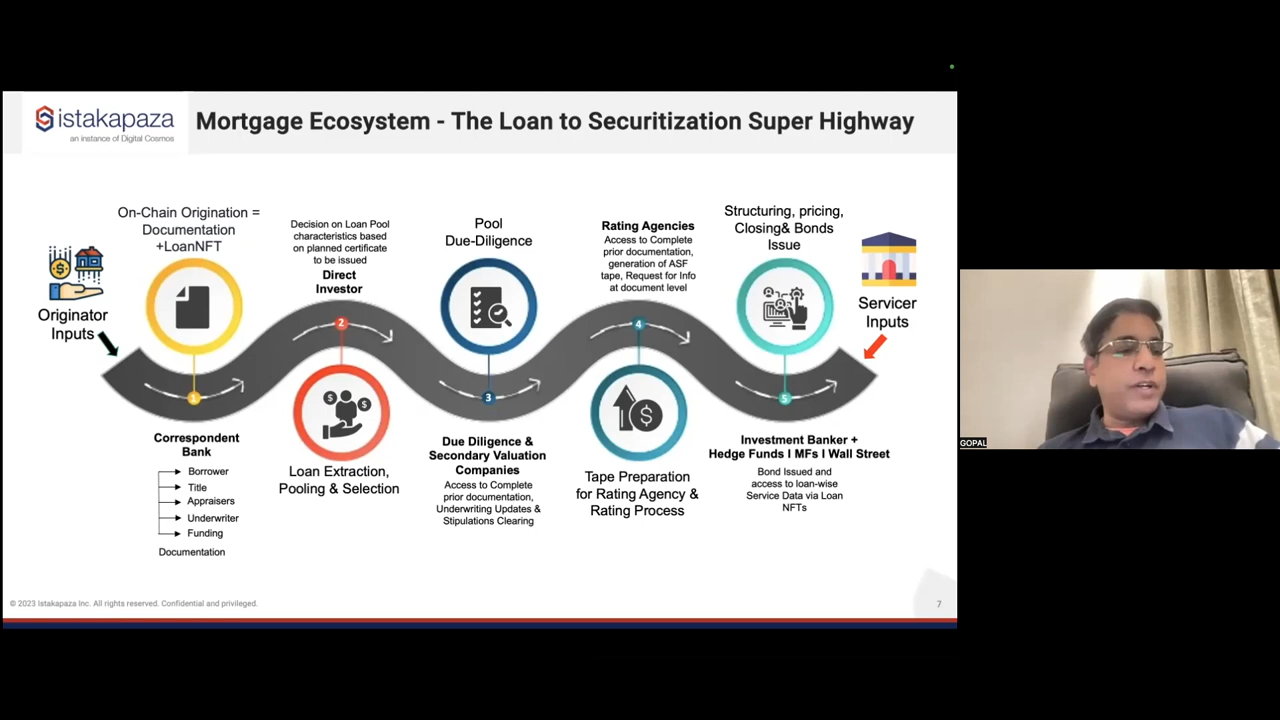 istakapaza
an instance of Digital Cosmos
Mortgage Ecosystem - The Loan to Securitization Super Highway
Originator
Inputs
On-Chain Origination =
Documentation
+LoanNFT
1
Correspondent
Bank
Borrower
Title
Appraisers
Underwriter
Funding
Documentation
Decision on Loan Pool
characteristics based
on planned certificate
to be issued
Direct
Investor
2
Loan Extraction,
Pooling & Selection
Pool
Due-Diligence
3
Due Diligence &
Secondary Valuation
Companies
Access to Complete
prior documentation,
Underwriting Updates &
Stipulations Clearing
Rating Agencies
Access to Complete
prior documentation,
generation of ASF
tape, Request for Info
at document level
4
Tape Preparation
for Rating Agency &
Rating Process
Structuring, pricing,
Closing& Bonds
Issue
5
Investment Banker +
Hedge Funds I MFs I Wall Street
Bond Issued and
access to loan-wise
Service Data via Loan
NFTs
Servicer
Inputs
© 2023 Istakapaza Inc. All rights reserved. Confidential and privileged.
7
GOPAL